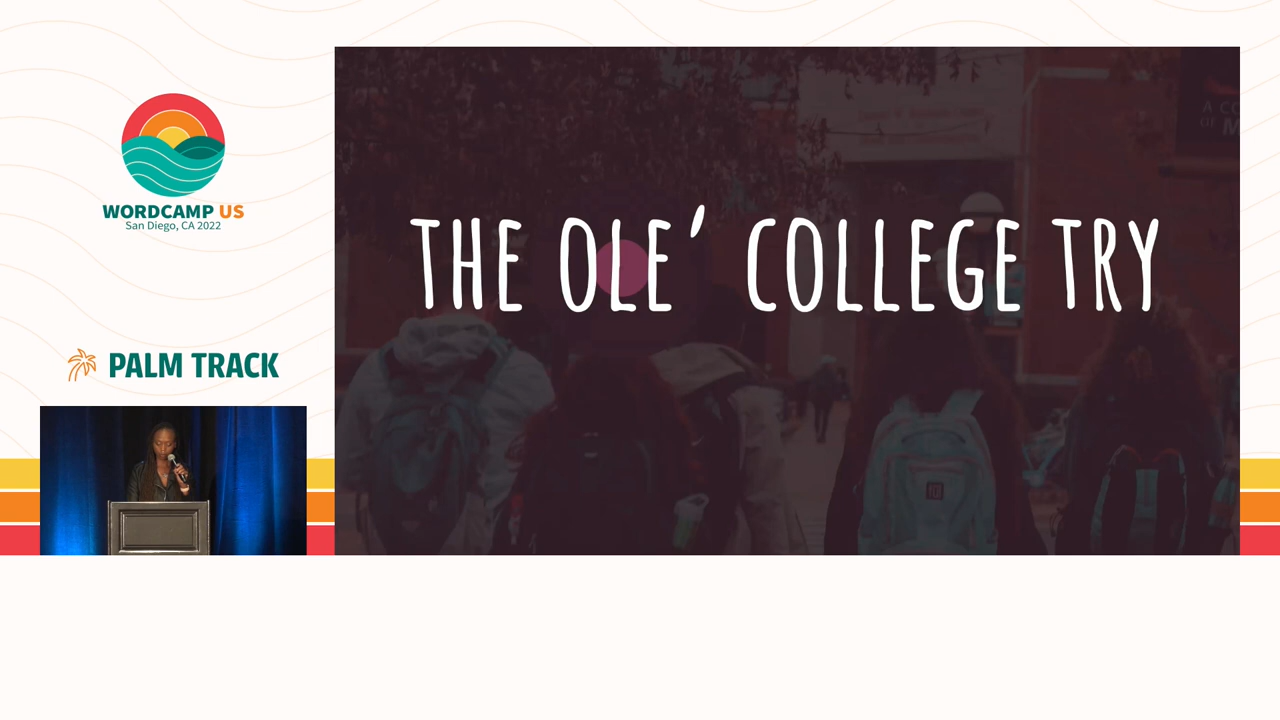 WORDCAMP US
San Diego, CA 2022
PALM TRACK
THE OLE’ COLLEGE TRY